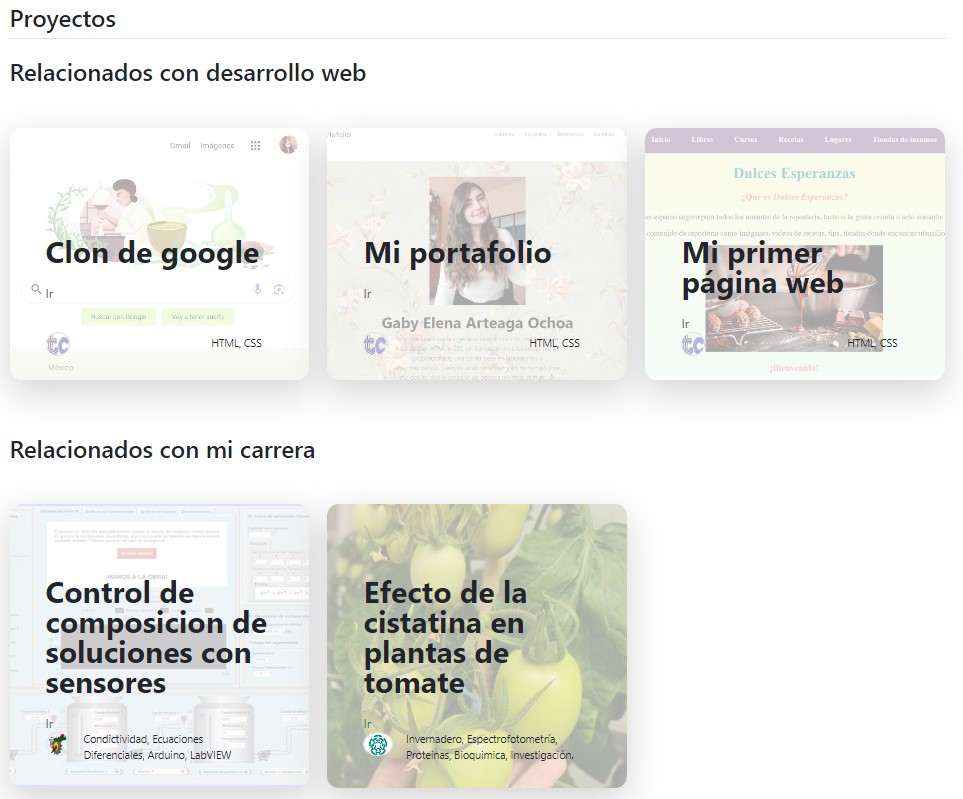 Proyectos
Relacionados con desarrollo web
Gmail Imágenes
Clon de google
Ir
Buscar con Google Voy a tener suerte
HTML, CSS
México
Mi portafolio
Ir
Gaby Elena Arteaga Ochoa
HTML, CSS
Inicio Libros Cursos Recetas Lugares Tiendas de insumos
Dulces Esperanzas
¿Qué es Dulces Esperanzas?
Mi primer
página web
Ir
HTML, CSS
¡Bienvenido!
Relacionados con mi carrera
¡MANOS A LA OBRA!
Control de
composicion de
soluciones con
sensores
Ir
Condictividad, Ecuaciones
Diferenciales, Arduino, LabVIEW
Efecto de la
cistatina en
plantas de
tomate
Ir
Invernadero, Espectrofotometría,
Proteínas, Bioquimica, Investigación.